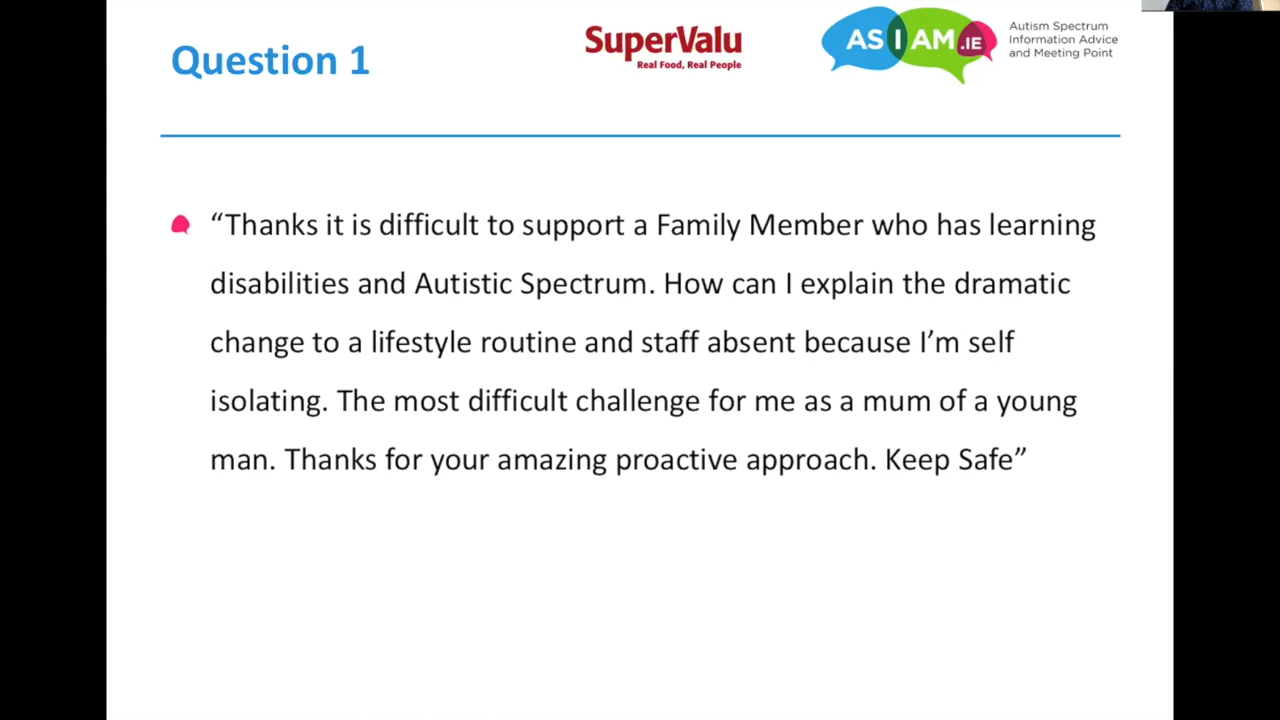 Question 1
SuperValu
Real Food, Real People
AS I AM.IE
Autism Spectrum
Information Advice
and Meeting Point
“Thanks it is difficult to support a Family Member who has learning
disabilities and Autistic Spectrum. How can I explain the dramatic
change to a lifestyle routine and staff absent because I’m self
isolating. The most difficult challenge for me as a mum of a young
man. Thanks for your amazing proactive approach. Keep Safe”